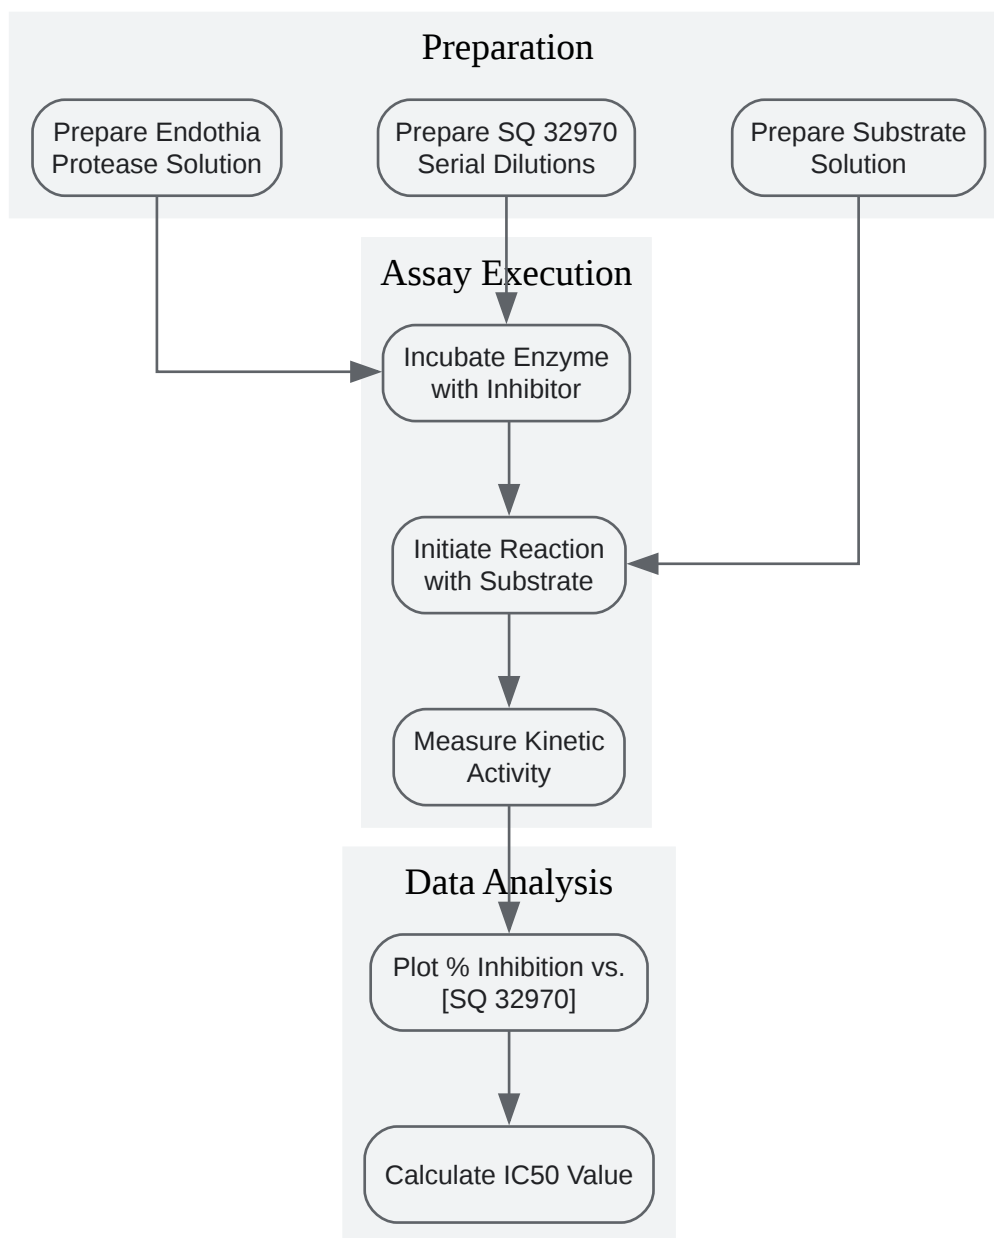 Preparation
Prepare Endothia
Protease Solution
Prepare SQ 32970
Serial Dilutions
Prepare Substrate
Solution
Assay Execution
Incubate Enzyme
with Inhibitor
Initiate Reaction
with Substrate
Measure Kinetic
Activity
Data Analysis
Plot % Inhibition vs.
[SQ 32970]
Calculate IC50 Value